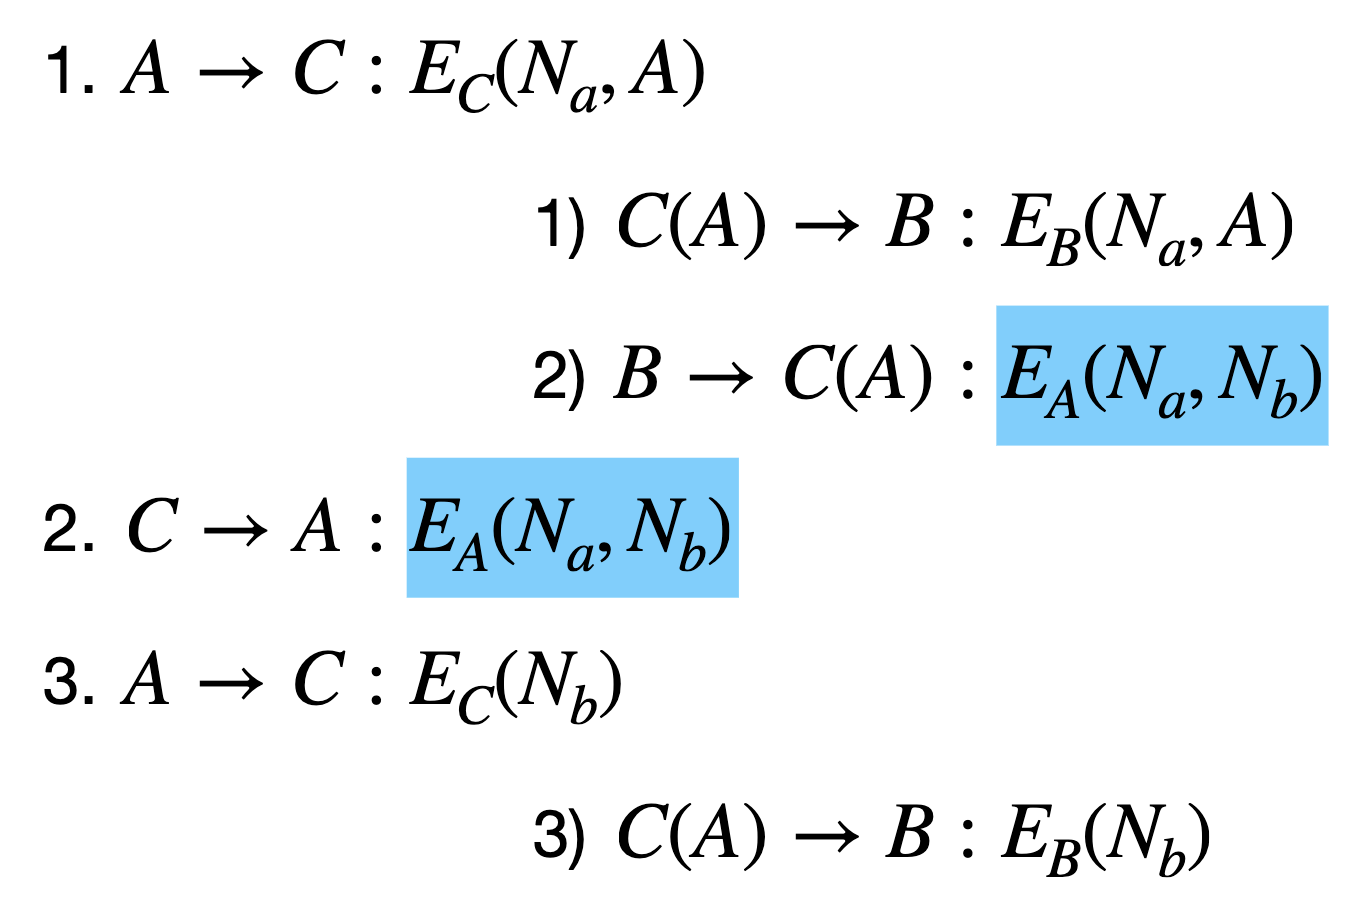 1. A → C : E_C(N_a, A)
1) C(A) → B : E_B(N_a, A)
2) B → C(A) : E_A(N_a, N_b)
2. C → A : E_A(N_a, N_b)
3. A → C : E_C(N_b)
3) C(A) → B : E_B(N_b)